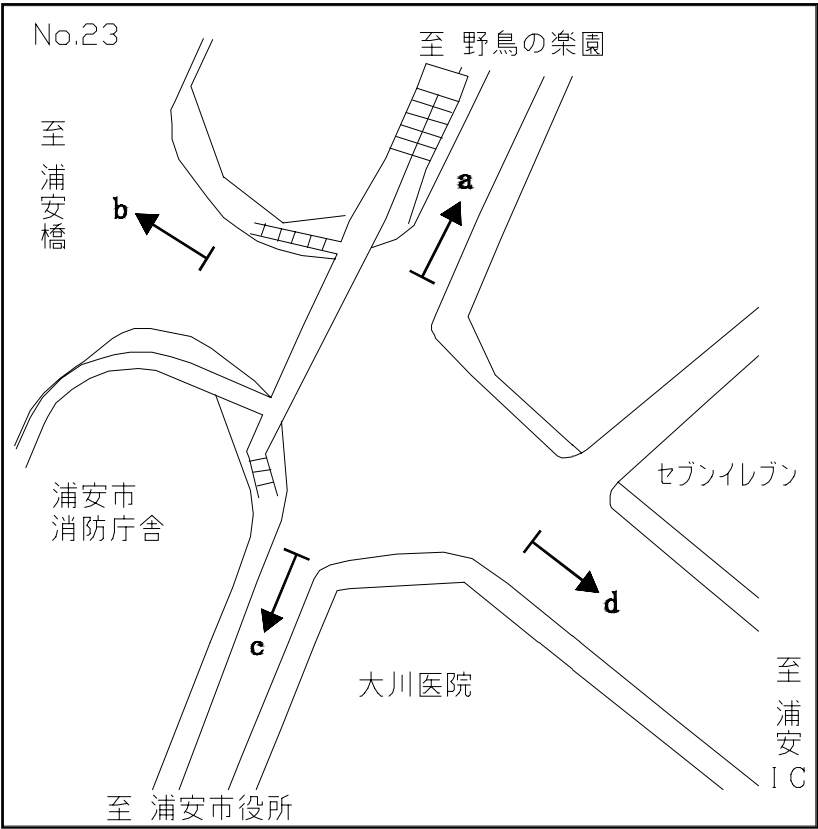 No.23
至 野鳥の楽園
至 浦安橋
a
b
セブンイレブン
浦安市
消防庁舎
d
c
大川医院
至 浦安
IC
至 浦安市役所